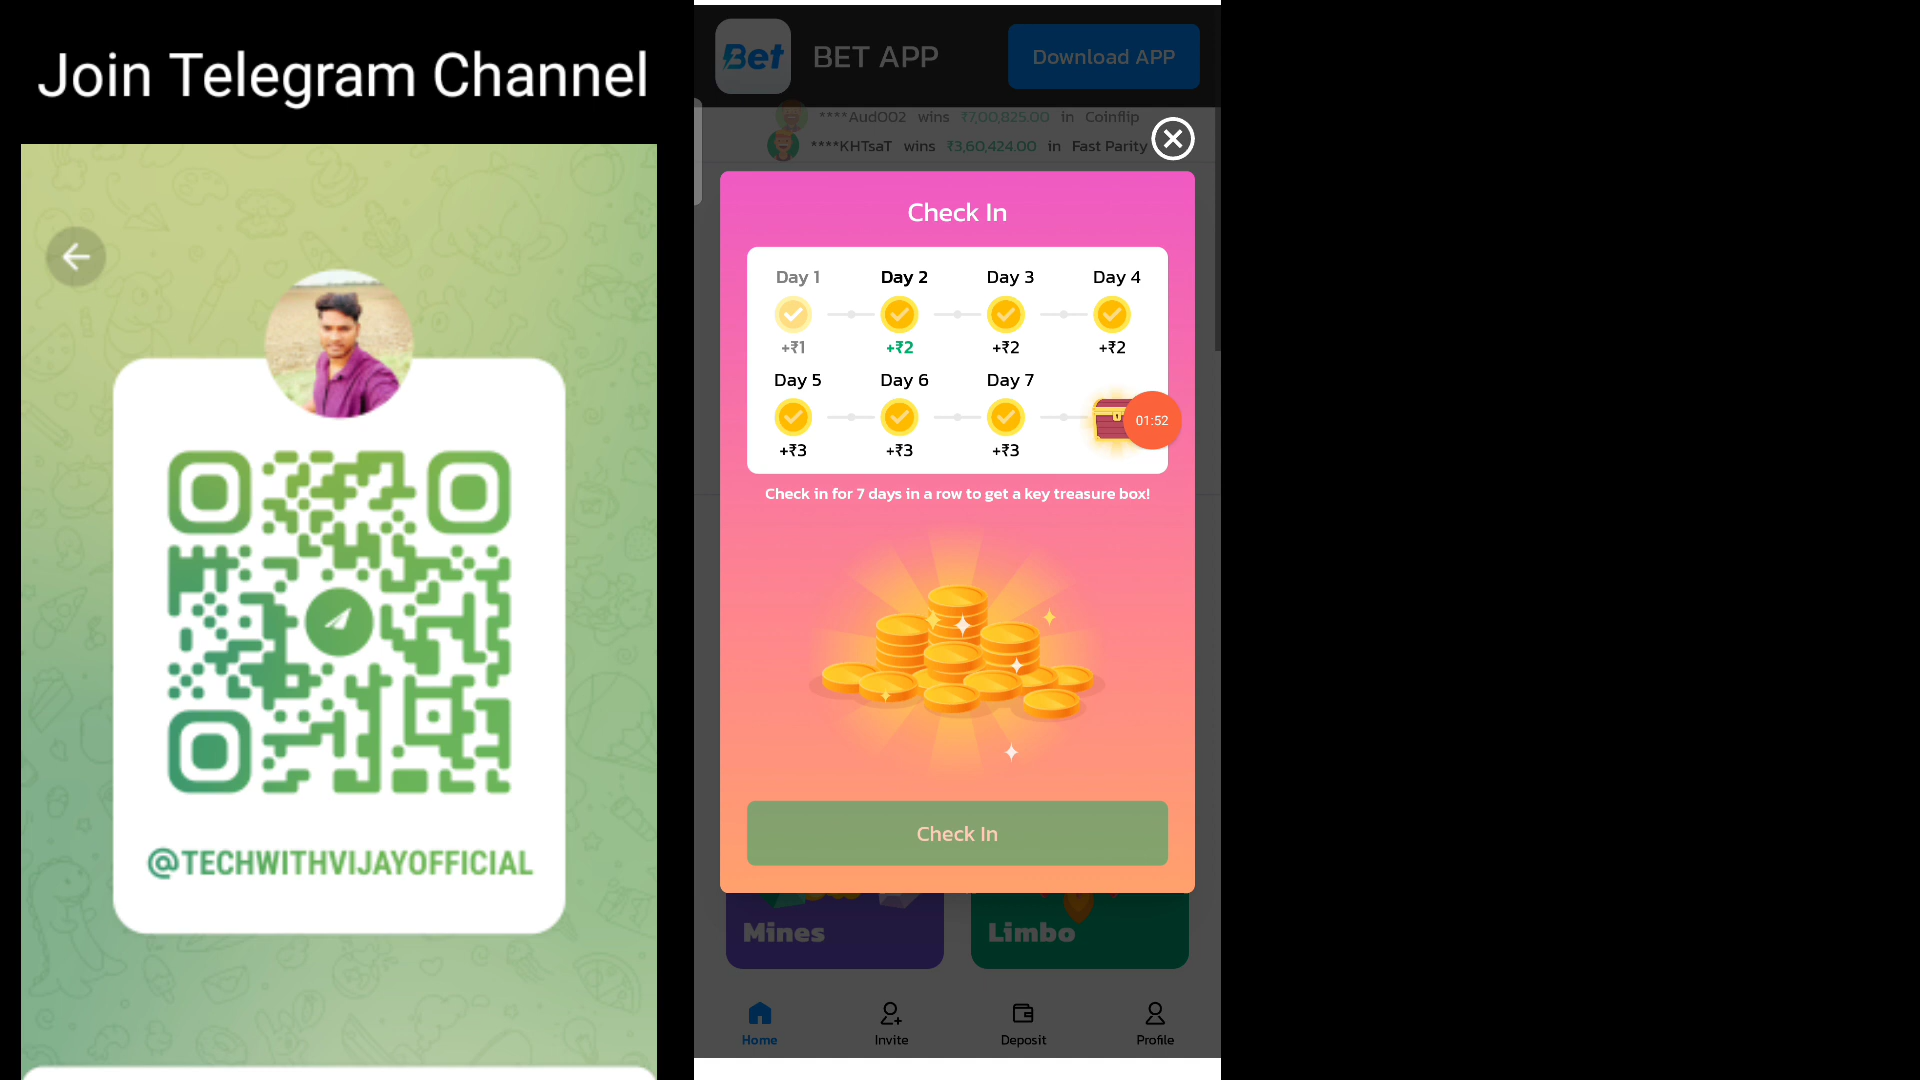 Join Telegram Channel
@TECHWITHVIJAYOFFICIAL
Bet BET APP Download APP
****AudO02 wins ₹7,00,825.00 in Coinflip
****KHTsaT wins ₹3,60,424.00 in Fast Parity
Check In
Day 1 Day 2 Day 3 Day 4
+₹1 +₹2 +₹2 +₹2
Day 5 Day 6 Day 7
01:52
+₹3 +₹3 +₹3
Check in for 7 days in a row to get a key treasure box!
Check In
Mines Limbo
Home Invite Deposit Profile